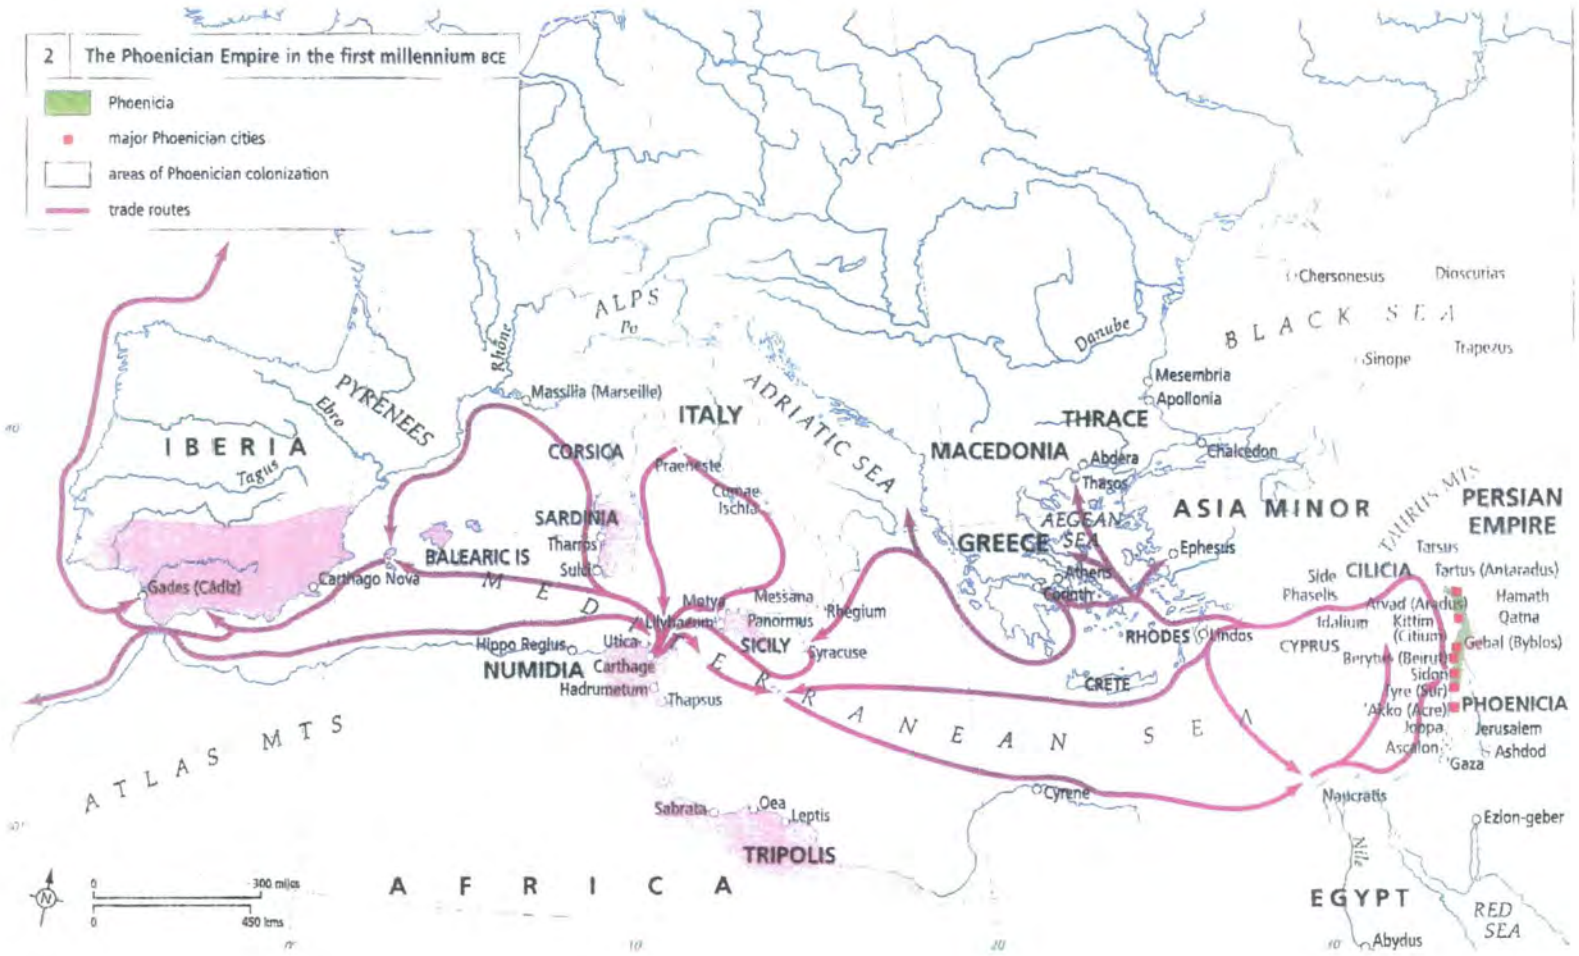 2 The Phoenician Empire in the first millennium BCE
Phoenicia
major Phoenician cities
areas of Phoenician colonization
trade routes
Chersonesus
Dioscurias
BLACK SEA
Sinope
Trapezus
ALPS
Po
Rhône
Danube
Mesembria
Apollonia
Massilia (Marseille)
ITALY
ADRIATIC SEA
THRACE
PYRENEES
Ebro
IBERIA
Tagus
CORSICA
Praeneste
MACEDONIA
Abdera
Chalcedon
Thasos
Cumae
Ischia
TAURUS MTS
PERSIAN
EMPIRE
ASIA MINOR
SARDINIA
AEGEAN
SEA
GREECE
Tharros
BALEARIC IS
Sulci
Ephesus
Tarsus
CILICIA
Tartus (Antaradus)
Side
Phaselis
Athens
Corinth
Gades (Cádiz)
Carthago Nova
MEDITERRANEAN SEA
Motya
Messana
Rhegium
Arvad (Aradus)
Hamath
Qatna
Idalium
Kittim
(Citium)
Lilybaeum
Panormus
RHODES
Lindos
CYPRUS
Gebal (Byblos)
Hippo Regius
Utica
SICILY
Syracuse
Berytus (Beirut)
NUMIDIA
Carthage
Sidon
Hadrumetum
CRETE
Tyre (Sur)
Thapsus
'Akko (Acre)
PHOENICIA
Joppa
Jerusalem
Ascalon
Ashdod
Gaza
ATLAS MTS
Cyrene
Naucratis
Sabrata
Oea
Leptis
Ezion-geber
TRIPOLIS
Nile
AFRICA
EGYPT
RED
SEA
Abydus
N
0 300 miles
0 450 kms
40
10
20
30